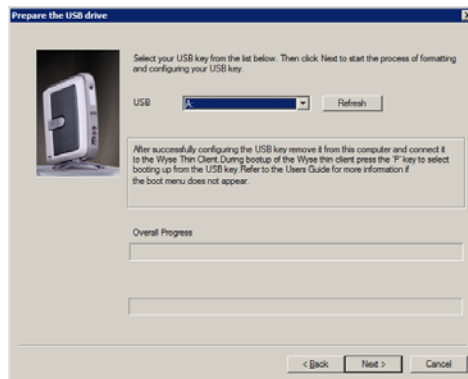 Prepare the USB drive
Select your USB key from the list below. Then click Next to start the process of formatting
and configuring your USB key.
USB
A:
Refresh
After successfully configuring the USB key remove it from this computer and connect it
to the Wyse Thin Client.During bootup of the Wyse thin client press the 'P' key to select
booting up from the USB key.Refer to the Users Guide for more information if
the boot menu does not appear.
Overall Progress
< Back
Next >
Cancel